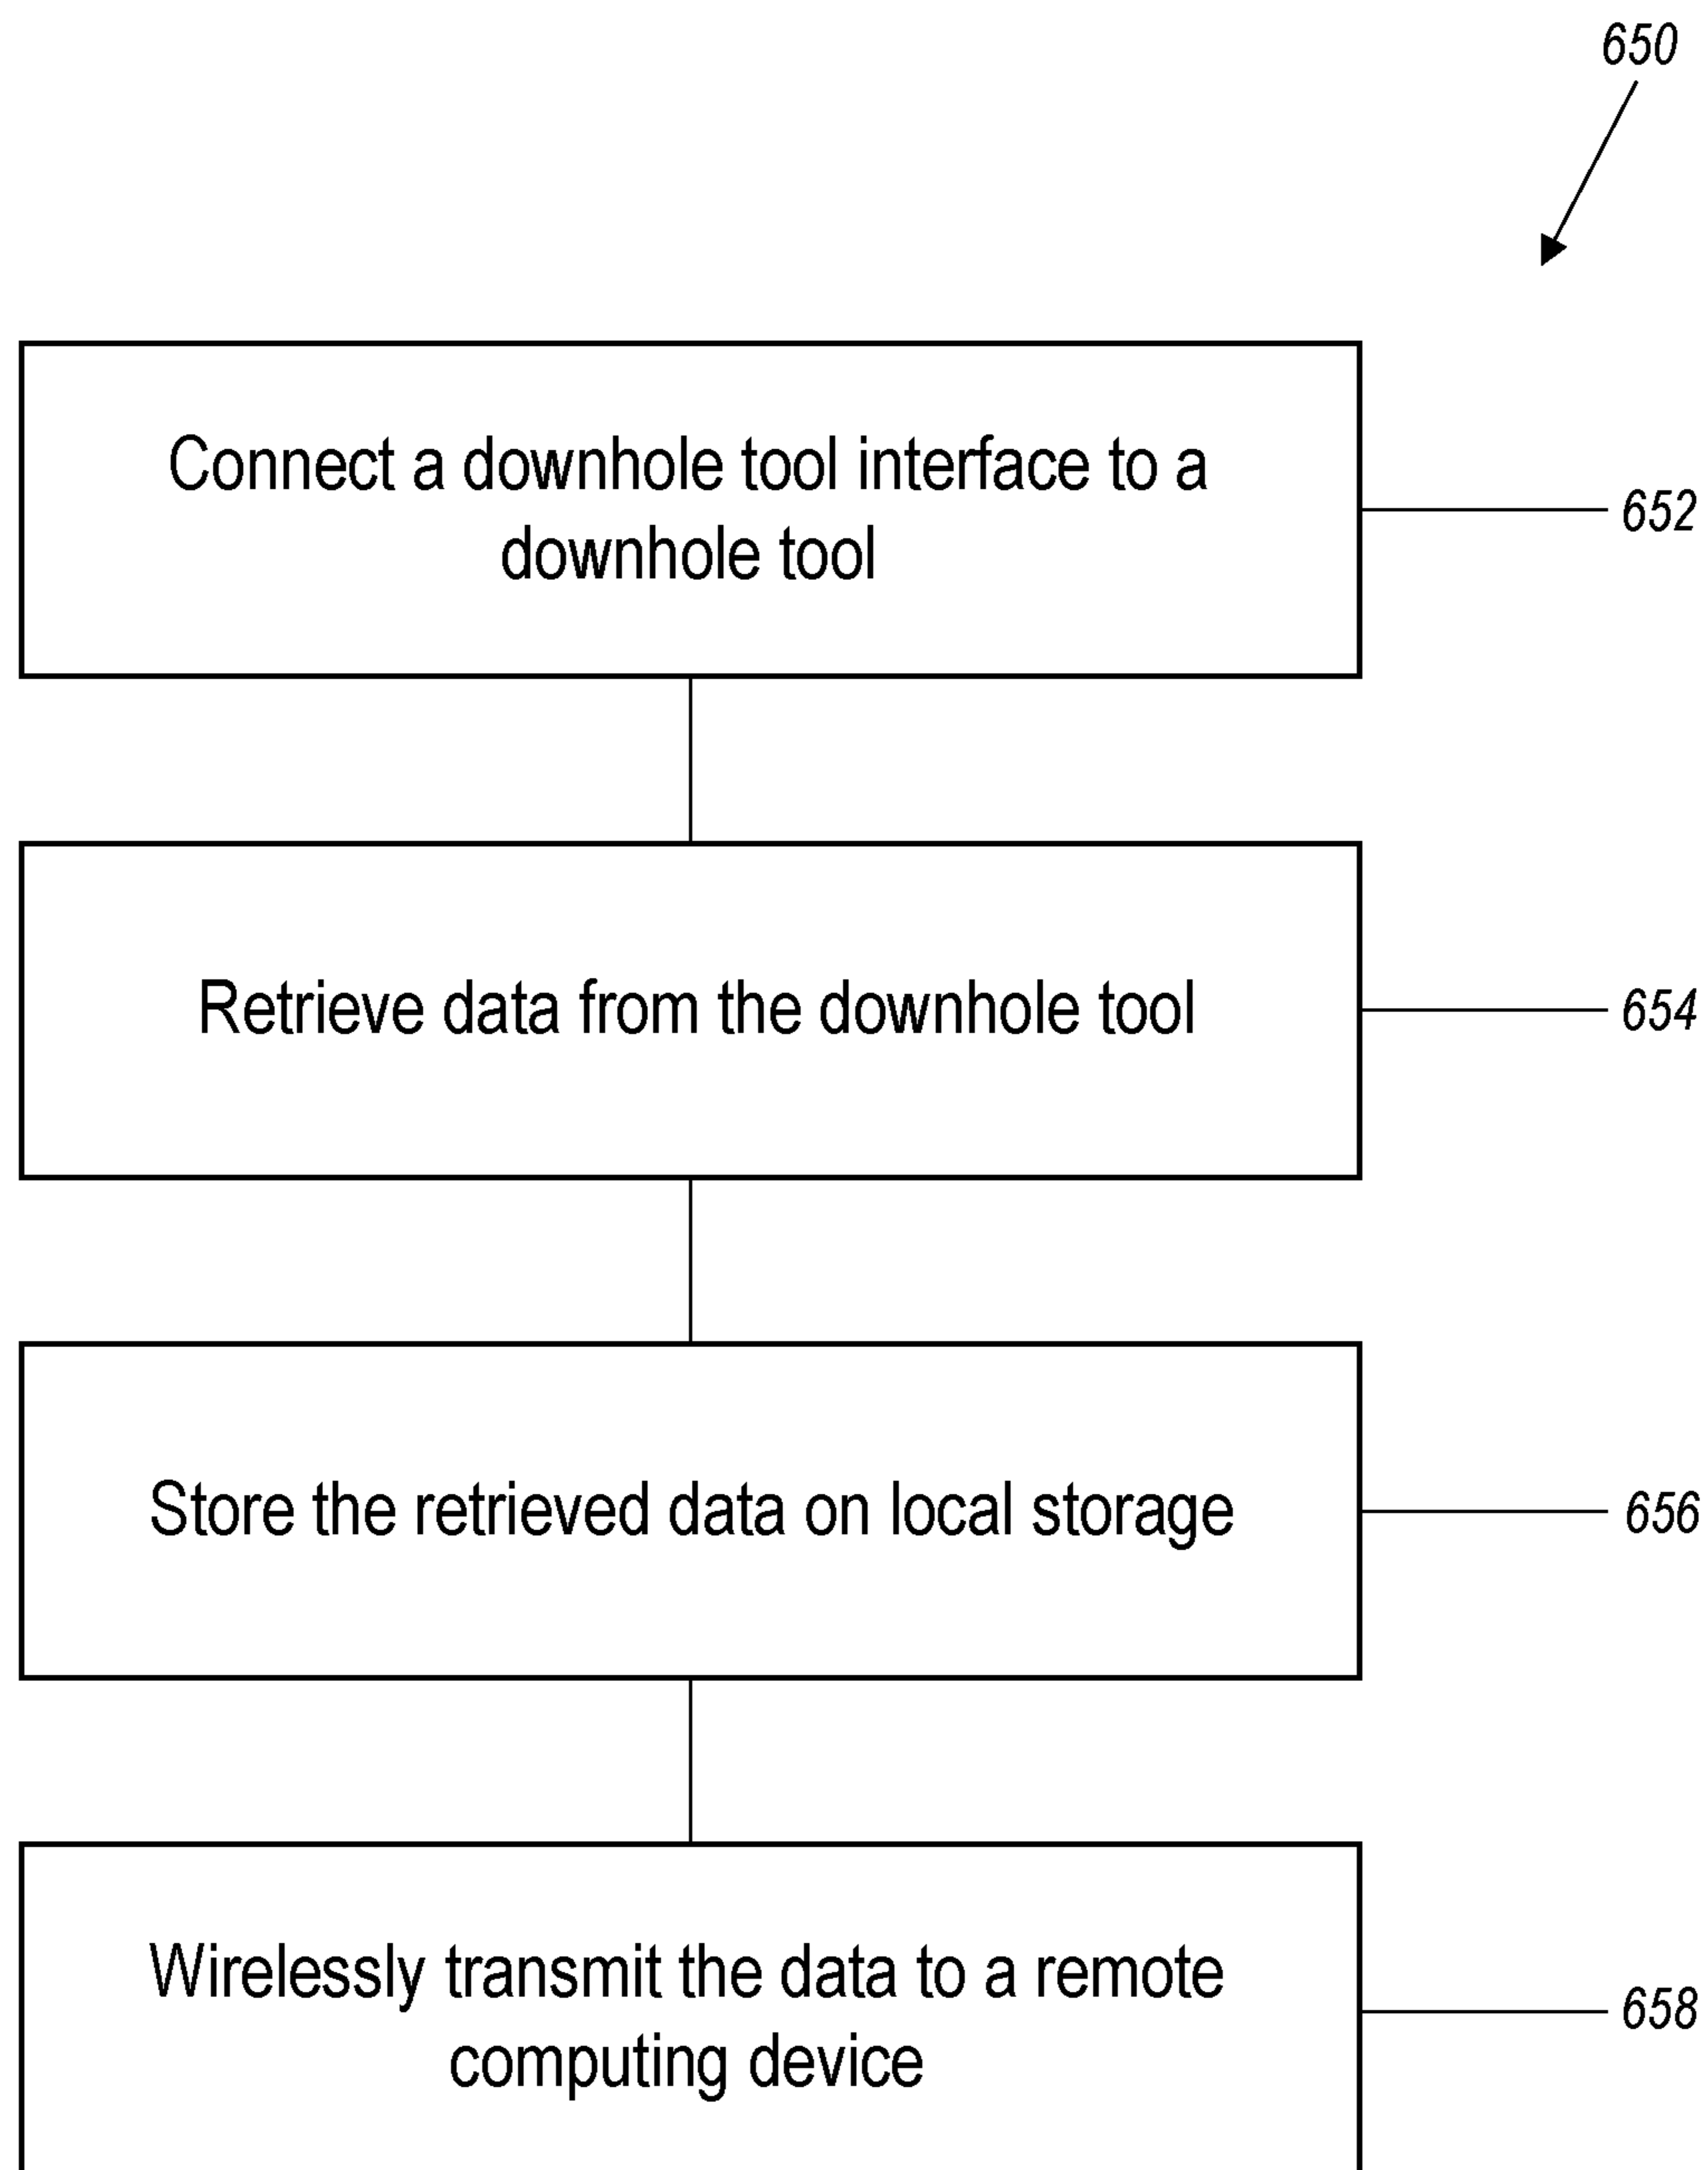 650
Connect a downhole tool interface to a
downhole tool
652
Retrieve data from the downhole tool
654
Store the retrieved data on local storage
656
Wirelessly transmit the data to a remote
computing device
658